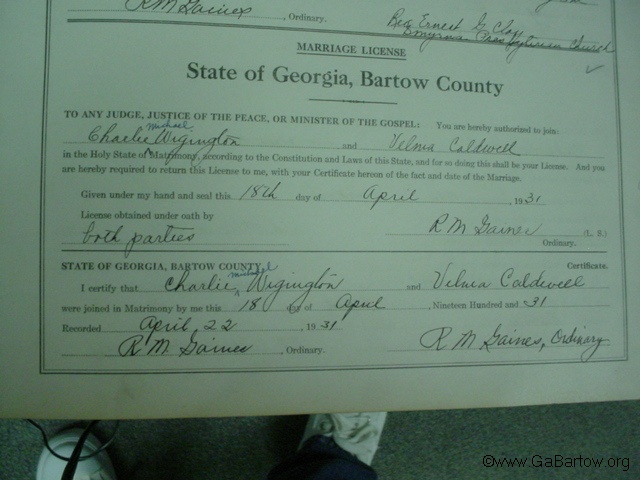 RM Gaines , Ordinary.
Rev Ernest G Clay
Smyrna Presbyterian Church
MARRIAGE LICENSE
State of Georgia, Bartow County
TO ANY JUDGE, JUSTICE OF THE PEACE, OR MINISTER OF THE GOSPEL: You are hereby authorized to join:
Charlie Michael Wigington and Velma Caldwell
in the Holy State of Matrimony, according to the Constitution and Laws of this State, and for so doing this shall be your License. And you
are hereby required to return this License to me, with your Certificate hereon of the fact and date of the Marriage.
Given under my hand and seal this 18th day of April , 1931
License obtained under oath by
both parties
R M Gaines (L. S.)
Ordinary.
STATE OF GEORGIA, BARTOW COUNTY. Certificate.
I certify that Charlie Michael Wigington and Velma Caldwell
were joined in Matrimony by me this 18 day of April , Nineteen Hundred and 31
Recorded April, 22 , 1931
R M. Gaines , Ordinary.
R M Gaines, Ordinary
©www.GaBartow.org